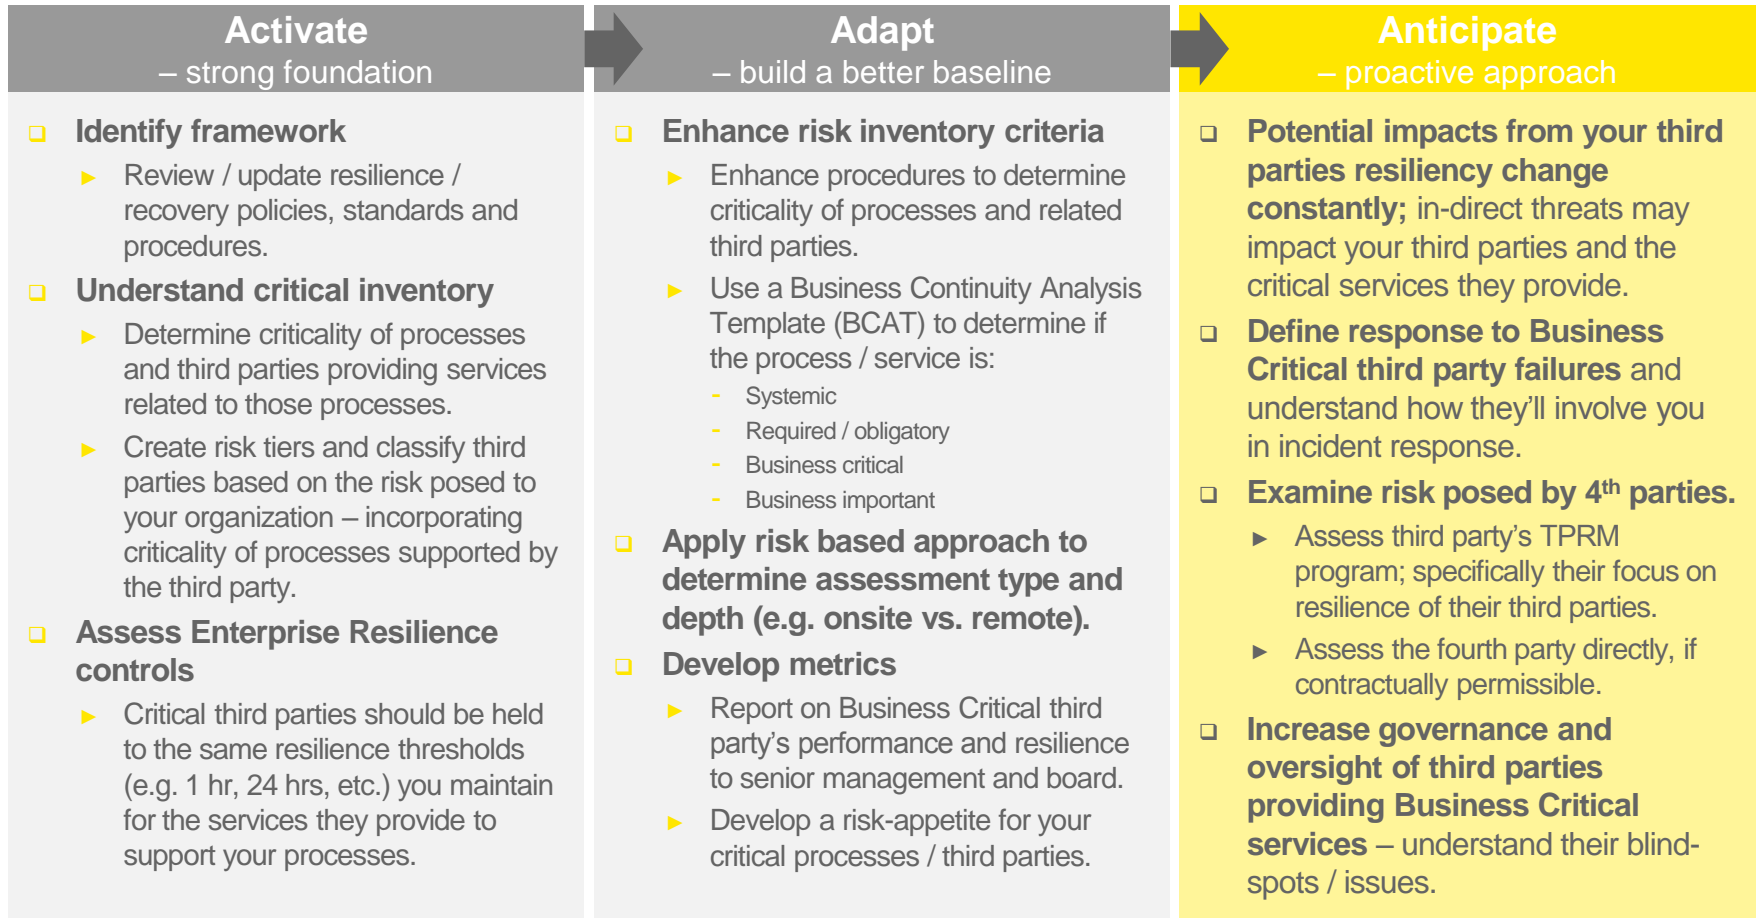 Activate
– strong foundation
❑ Identify framework
► Review / update resilience /
recovery policies, standards and
procedures.
❑ Understand critical inventory
► Determine criticality of processes
and third parties providing services
related to those processes.
► Create risk tiers and classify third
parties based on the risk posed to
your organization – incorporating
criticality of processes supported by
the third party.
❑ Assess Enterprise Resilience
controls
► Critical third parties should be held
to the same resilience thresholds
(e.g. 1 hr, 24 hrs, etc.) you maintain
for the services they provide to
support your processes.
Adapt
– build a better baseline
❑ Enhance risk inventory criteria
► Enhance procedures to determine
criticality of processes and related
third parties.
► Use a Business Continuity Analysis
Template (BCAT) to determine if
the process / service is:
- Systemic
- Required / obligatory
- Business critical
- Business important
❑ Apply risk based approach to
determine assessment type and
depth (e.g. onsite vs. remote).
❑ Develop metrics
► Report on Business Critical third
party's performance and resilience
to senior management and board.
► Develop a risk-appetite for your
critical processes / third parties.
Anticipate
– proactive approach
❑ Potential impacts from your third
parties resiliency change
constantly; in-direct threats may
impact your third parties and the
critical services they provide.
❑ Define response to Business
Critical third party failures and
understand how they'll involve you
in incident response.
❑ Examine risk posed by 4th parties.
► Assess third party's TPRM
program; specifically their focus on
resilience of their third parties.
► Assess the fourth party directly, if
contractually permissible.
❑ Increase governance and
oversight of third parties
providing Business Critical
services – understand their blind-
spots / issues.